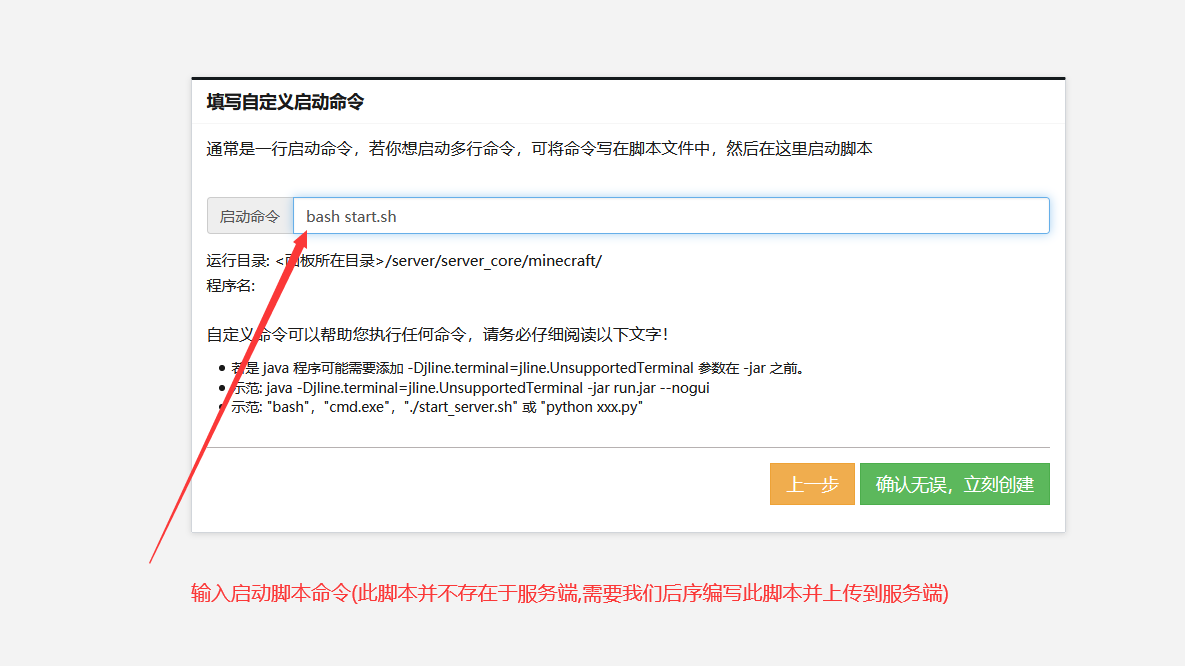 填写自定义启动命令
通常是一行启动命令，若你想启动多行命令，可将命令写在脚本文件中，然后在这里启动脚本
启动命令 bash start.sh
运行目录: <面板所在目录>/server/server_core/minecraft/
程序名:
自定义命令可以帮助您执行任何命令，请务必仔细阅读以下文字！
若是 java 程序可能需要添加 -Djline.terminal=jline.UnsupportedTerminal 参数在 -jar 之前。
示范: java -Djline.terminal=jline.UnsupportedTerminal -jar run.jar --nogui
示范: "bash"，"cmd.exe"，"./start_server.sh" 或 "python xxx.py"
上一步 确认无误，立刻创建
输入启动脚本命令(此脚本并不存在于服务端,需要我们后序编写此脚本并上传到服务端)